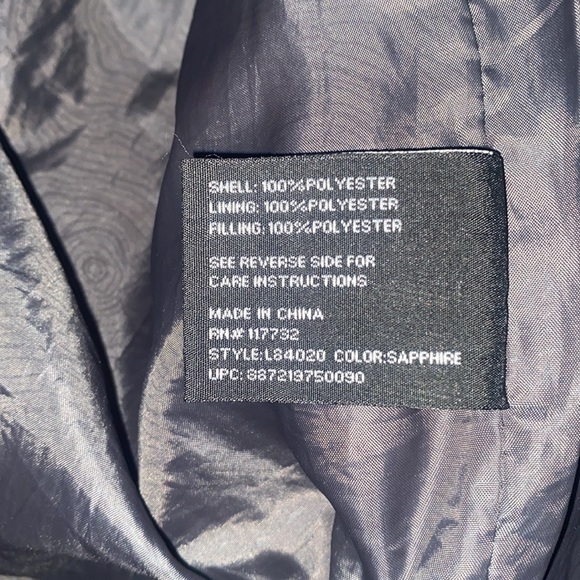 SHELL: 100%POLYESTER
LINING: 100%POLYESTER
FILLING: 100%POLYESTER
SEE REVERSE SIDE FOR
CARE INSTRUCTIONS
MADE IN CHINA
RN# 117732
STYLE:L84020 COLOR:SAPPHIRE
UPC: 887219750090